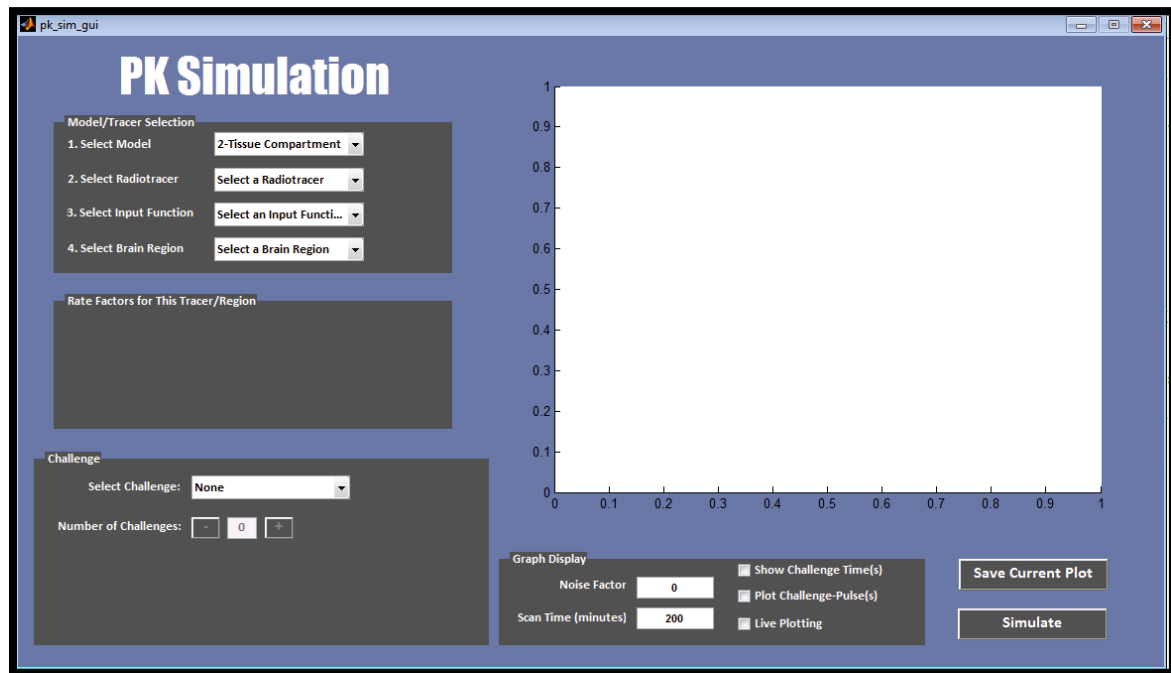 pk_sim_gui
PK Simulation
Model/Tracer Selection
1. Select Model 2-Tissue Compartment
2. Select Radiotracer Select a Radiotracer
3. Select Input Function Select an Input Functi...
4. Select Brain Region Select a Brain Region
Rate Factors for This Tracer/Region
Challenge
Select Challenge: None
Number of Challenges: - 0 +
1
0.9
0.8
0.7
0.6
0.5
0.4
0.3
0.2
0.1
0
0 0.1 0.2 0.3 0.4 0.5 0.6 0.7 0.8 0.9 1
Graph Display
Noise Factor 0
Scan Time (minutes) 200
Show Challenge Time(s)
Plot Challenge-Pulse(s)
Live Plotting
Save Current Plot
Simulate